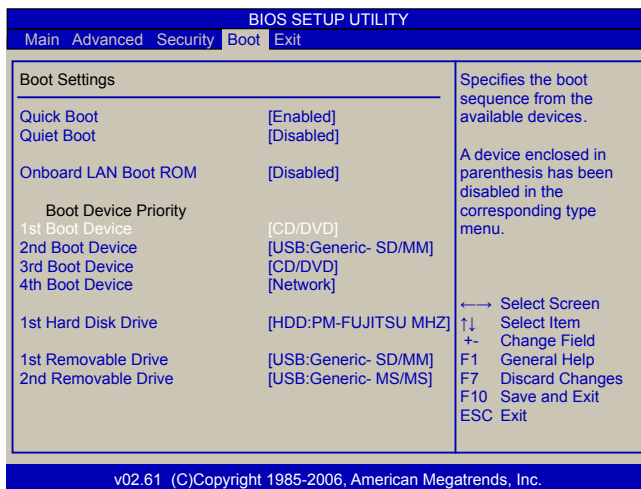 BIOS SETUP UTILITY
Main Advanced Security Boot Exit
Boot Settings
Quick Boot [Enabled]
Quiet Boot [Disabled]
Onboard LAN Boot ROM [Disabled]
Boot Device Priority
1st Boot Device [CD/DVD]
2nd Boot Device [USB:Generic- SD/MM]
3rd Boot Device [CD/DVD]
4th Boot Device [Network]
1st Hard Disk Drive [HDD:PM-FUJITSU MHZ]
1st Removable Drive [USB:Generic- SD/MM]
2nd Removable Drive [USB:Generic- MS/MS]
Specifies the boot
sequence from the
available devices.
A device enclosed in
parenthesis has been
disabled in the
corresponding type
menu.
←→ Select Screen
↑↓ Select Item
+- Change Field
F1 General Help
F7 Discard Changes
F10 Save and Exit
ESC Exit
v02.61 (C)Copyright 1985-2006, American Megatrends, Inc.